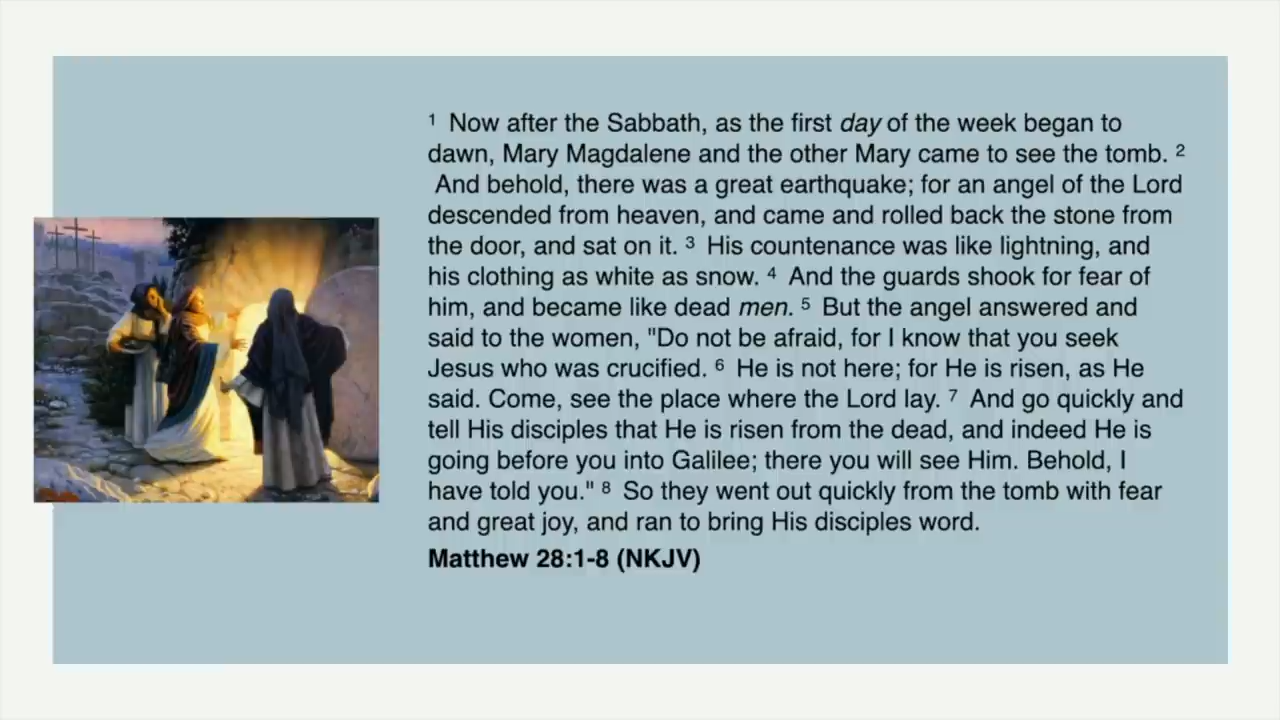 ¹ Now after the Sabbath, as the first day of the week began to
dawn, Mary Magdalene and the other Mary came to see the tomb. ²
And behold, there was a great earthquake; for an angel of the Lord
descended from heaven, and came and rolled back the stone from
the door, and sat on it. ³ His countenance was like lightning, and
his clothing as white as snow. ⁴ And the guards shook for fear of
him, and became like dead men. ⁵ But the angel answered and
said to the women, "Do not be afraid, for I know that you seek
Jesus who was crucified. ⁶ He is not here; for He is risen, as He
said. Come, see the place where the Lord lay. ⁷ And go quickly and
tell His disciples that He is risen from the dead, and indeed He is
going before you into Galilee; there you will see Him. Behold, I
have told you." ⁸ So they went out quickly from the tomb with fear
and great joy, and ran to bring His disciples word.
Matthew 28:1-8 (NKJV)